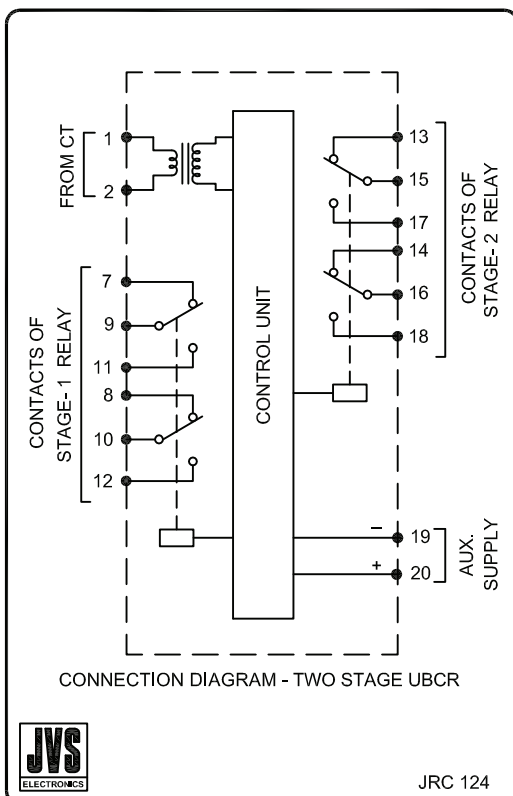 FROM CT
1
2
CONTACTS OF
STAGE- 1 RELAY
7
9
11
8
10
12
CONTROL UNIT
13
15
17
14
16
18
CONTACTS OF
STAGE- 2 RELAY
− 19
+ 20
AUX.
SUPPLY
CONNECTION DIAGRAM - TWO STAGE UBCR
JVS
ELECTRONICS
JRC 124